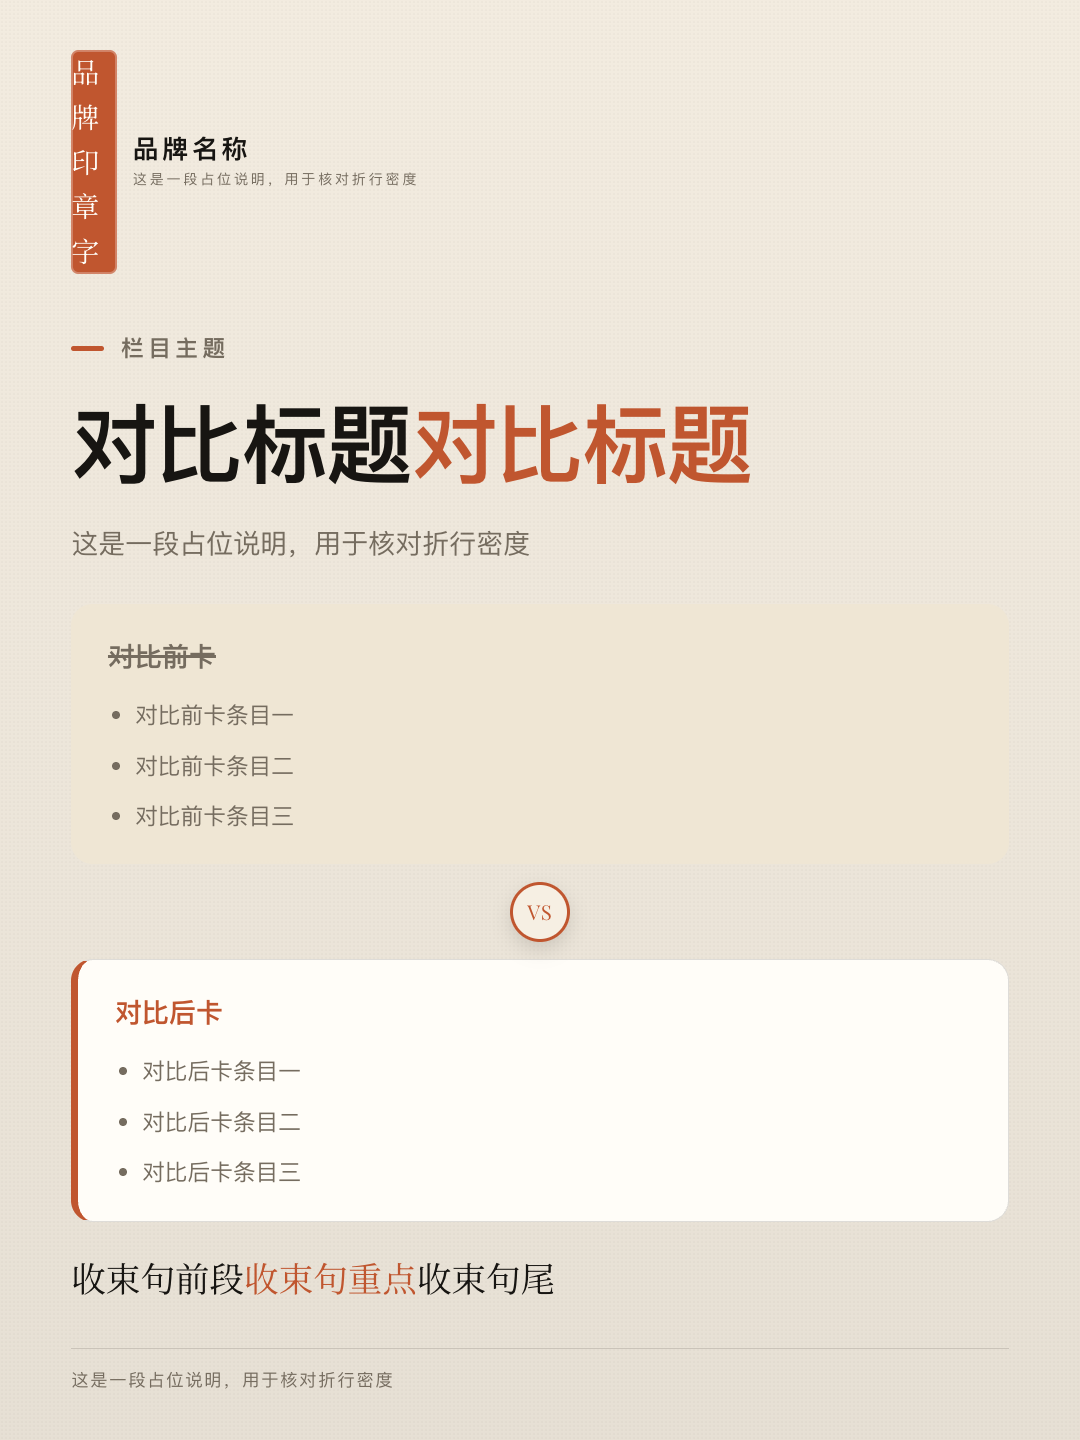 品牌印章字
品牌名称
这是一段占位说明，用于核对折行密度
栏目主题
对比标题对比标题
这是一段占位说明，用于核对折行密度
对比前卡
对比前卡条目一
对比前卡条目二
对比前卡条目三
VS
对比后卡
对比后卡条目一
对比后卡条目二
对比后卡条目三
收束句前段收束句重点收束句尾
这是一段占位说明，用于核对折行密度